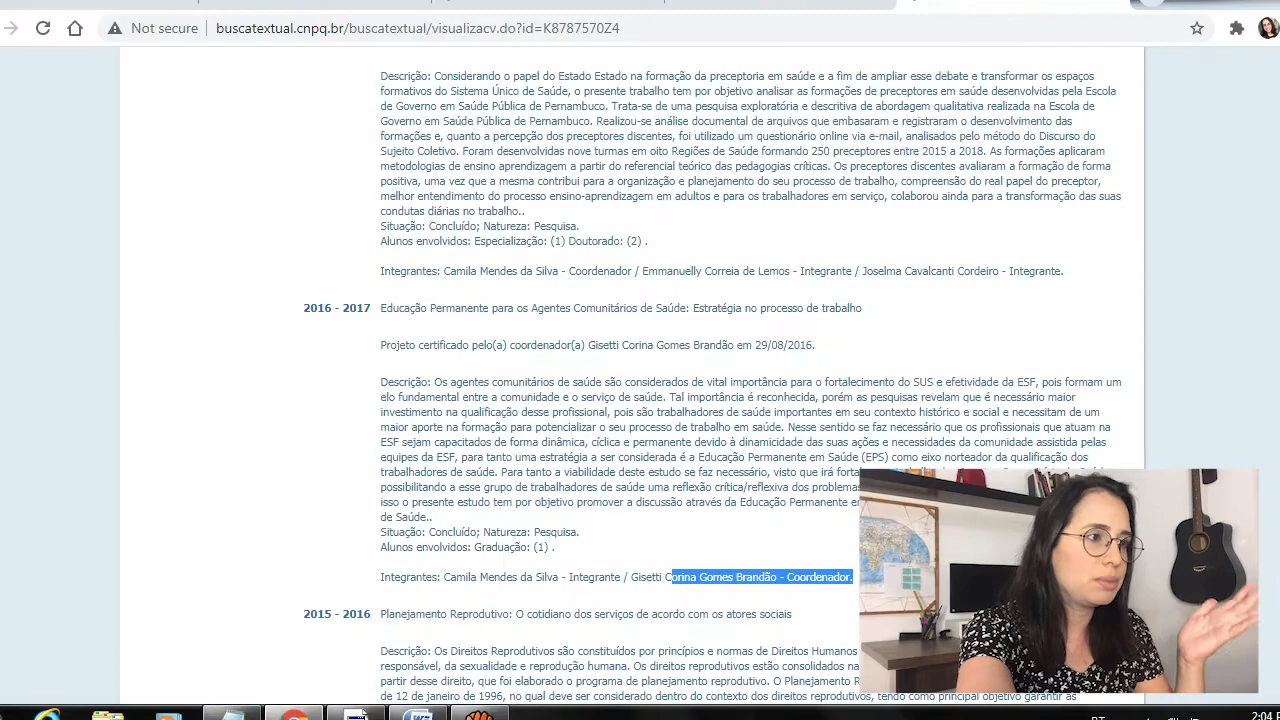 Not secure
buscatextual.cnpq.br/buscatextual/visualizacv.do?id=K8787570Z4
Descrição: Considerando o papel do Estado Estado na formação da preceptoria em saúde e a fim de ampliar esse debate e transformar os espaços
formativos do Sistema Único de Saúde, o presente trabalho tem por objetivo analisar as formações de preceptores em saúde desenvolvidas pela Escola
de Governo em Saúde Pública de Pernambuco. Trata-se de uma pesquisa exploratória e descritiva de abordagem qualitativa realizada na Escola de
Governo em Saúde Pública de Pernambuco. Realizou-se análise documental de arquivos que embasaram e registraram o desenvolvimento das
formações e, quanto a percepção dos preceptores discentes, foi utilizado um questionário online via e-mail, analisados pelo método do Discurso do
Sujeito Coletivo. Foram desenvolvidas nove turmas em oito Regiões de Saúde formando 250 preceptores entre 2015 a 2018. As formações aplicaram
metodologias de ensino aprendizagem a partir do referencial teórico das pedagogias críticas. Os preceptores discentes avaliaram a formação de forma
positiva, uma vez que a mesma contribui para a organização e planejamento do seu processo de trabalho, compreensão do real papel do preceptor,
melhor entendimento do processo ensino-aprendizagem em adultos e para os trabalhadores em serviço, colaborou ainda para a transformação das suas
condutas diárias no trabalho..
Situação: Concluído; Natureza: Pesquisa.
Alunos envolvidos: Especialização: (1) Doutorado: (2) .
Integrantes: Camila Mendes da Silva - Coordenador / Emmanuelly Correia de Lemos - Integrante / Joselma Cavalcanti Cordeiro - Integrante.
2016 - 2017 Educação Permanente para os Agentes Comunitários de Saúde: Estratégia no processo de trabalho
Projeto certificado pelo(a) coordenador(a) Gisetti Corina Gomes Brandão em 29/08/2016.
Descrição: Os agentes comunitários de saúde são considerados de vital importância para o fortalecimento do SUS e efetividade da ESF, pois formam um
elo fundamental entre a comunidade e o serviço de saúde. Tal importância é reconhecida, porém as pesquisas revelam que é necessário maior
investimento na qualificação desse profissional, pois são trabalhadores de saúde importantes em seu contexto histórico e social e necessitam de um
maior aporte na formação para potencializar o seu processo de trabalho em saúde. Nesse sentido se faz necessário que os profissionais que atuam na
ESF sejam capacitados de forma dinâmica, cíclica e permanente devido à dinamicidade das suas ações e necessidades da comunidade assistida pelas
equipes da ESF, para tanto uma estratégia a ser considerada é a Educação Permanente em Saúde (EPS) como eixo norteador da qualificação dos
trabalhadores de saúde. Para tanto a viabilidade deste estudo se faz necessário, visto que irá
possibilitando a esse grupo de trabalhadores de saúde uma reflexão crítica/reflexiva dos problemas
isso o presente estudo tem por objetivo promover a discussão através da Educação Permanente
de Saúde..
Situação: Concluído; Natureza: Pesquisa.
Alunos envolvidos: Graduação: (1) .
Integrantes: Camila Mendes da Silva - Integrante / Gisetti Corina Gomes Brandão - Coordenador.
2015 - 2016 Planejamento Reprodutivo: O cotidiano dos serviços de acordo com os atores sociais
Descrição: Os Direitos Reprodutivos são constituídos por princípios e normas de Direitos Humanos
responsável, da sexualidade e reprodução humana. Os direitos reprodutivos estão consolidados na
partir desse direito, que foi elaborado o programa de planejamento reprodutivo. O Planejamento
de 12 de janeiro de 1996, no qual deve ser considerado dentro do contexto dos direitos reprodutivos, tendo como principal objetivo garantir as
2:04